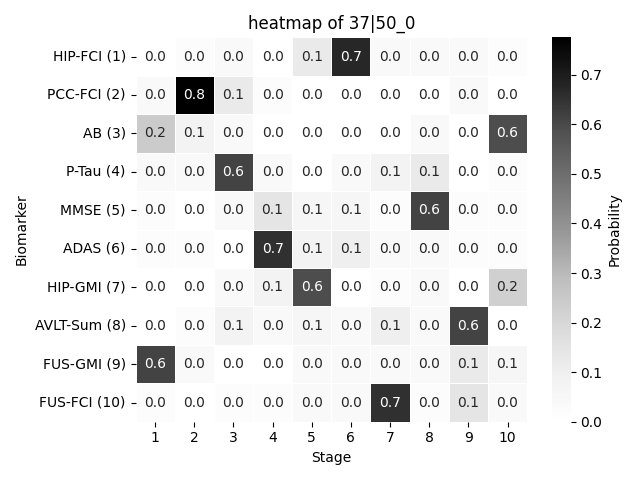 heatmap of 37|50_0
HIP-FCI (1) 0.0 0.0 0.0 0.0 0.1 0.7 0.0 0.0 0.0 0.0
PCC-FCI (2) 0.0 0.8 0.1 0.0 0.0 0.0 0.0 0.0 0.0 0.0
AB (3) 0.2 0.1 0.0 0.0 0.0 0.0 0.0 0.0 0.0 0.6
P-Tau (4) 0.0 0.0 0.6 0.0 0.0 0.0 0.1 0.1 0.0 0.0
MMSE (5) 0.0 0.0 0.0 0.1 0.1 0.1 0.0 0.6 0.0 0.0
ADAS (6) 0.0 0.0 0.0 0.7 0.1 0.1 0.0 0.0 0.0 0.0
HIP-GMI (7) 0.0 0.0 0.0 0.1 0.6 0.0 0.0 0.0 0.0 0.2
AVLT-Sum (8) 0.0 0.0 0.1 0.0 0.1 0.0 0.1 0.0 0.6 0.0
FUS-GMI (9) 0.6 0.0 0.0 0.0 0.0 0.0 0.0 0.0 0.1 0.1
FUS-FCI (10) 0.0 0.0 0.0 0.0 0.0 0.0 0.7 0.0 0.1 0.0
1 2 3 4 5 6 7 8 9 10
Stage
Biomarker
0.7
0.6
0.5
0.4
0.3
0.2
0.1
0.0
Probability